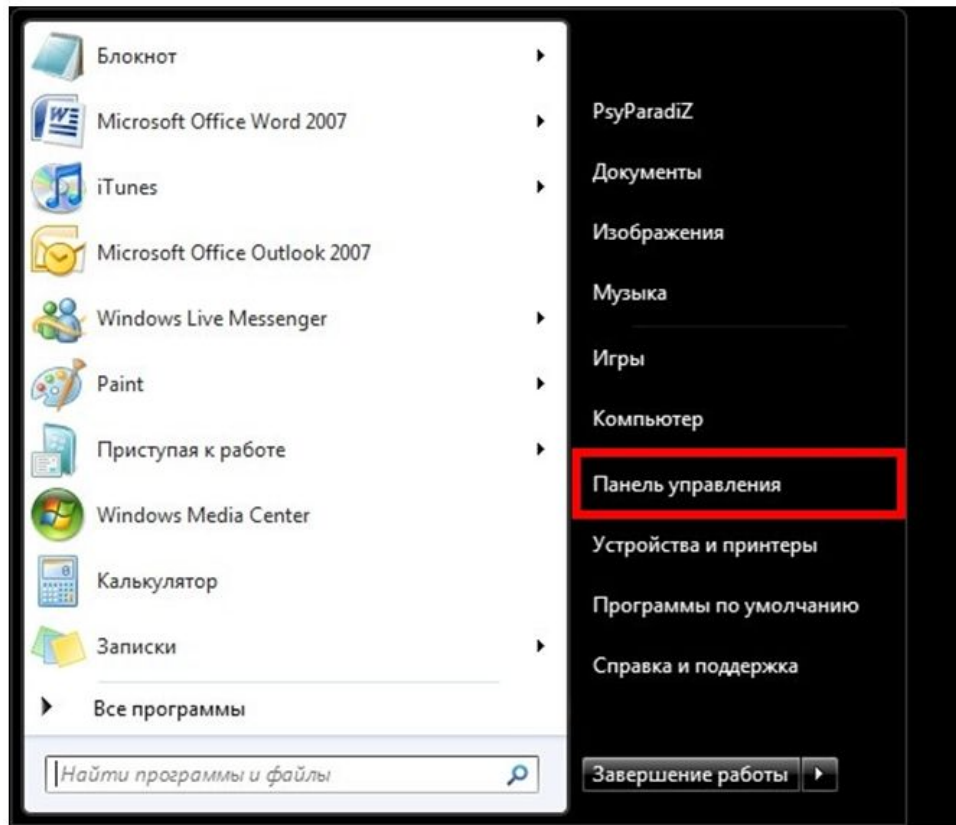 Блокнот
Microsoft Office Word 2007
iTunes
Microsoft Office Outlook 2007
Windows Live Messenger
Paint
Приступая к работе
Windows Media Center
Калькулятор
Записки
Все программы
Найти программы и файлы
PsyParadiZ
Документы
Изображения
Музыка
Игры
Компьютер
Панель управления
Устройства и принтеры
Программы по умолчанию
Справка и поддержка
Завершение работы